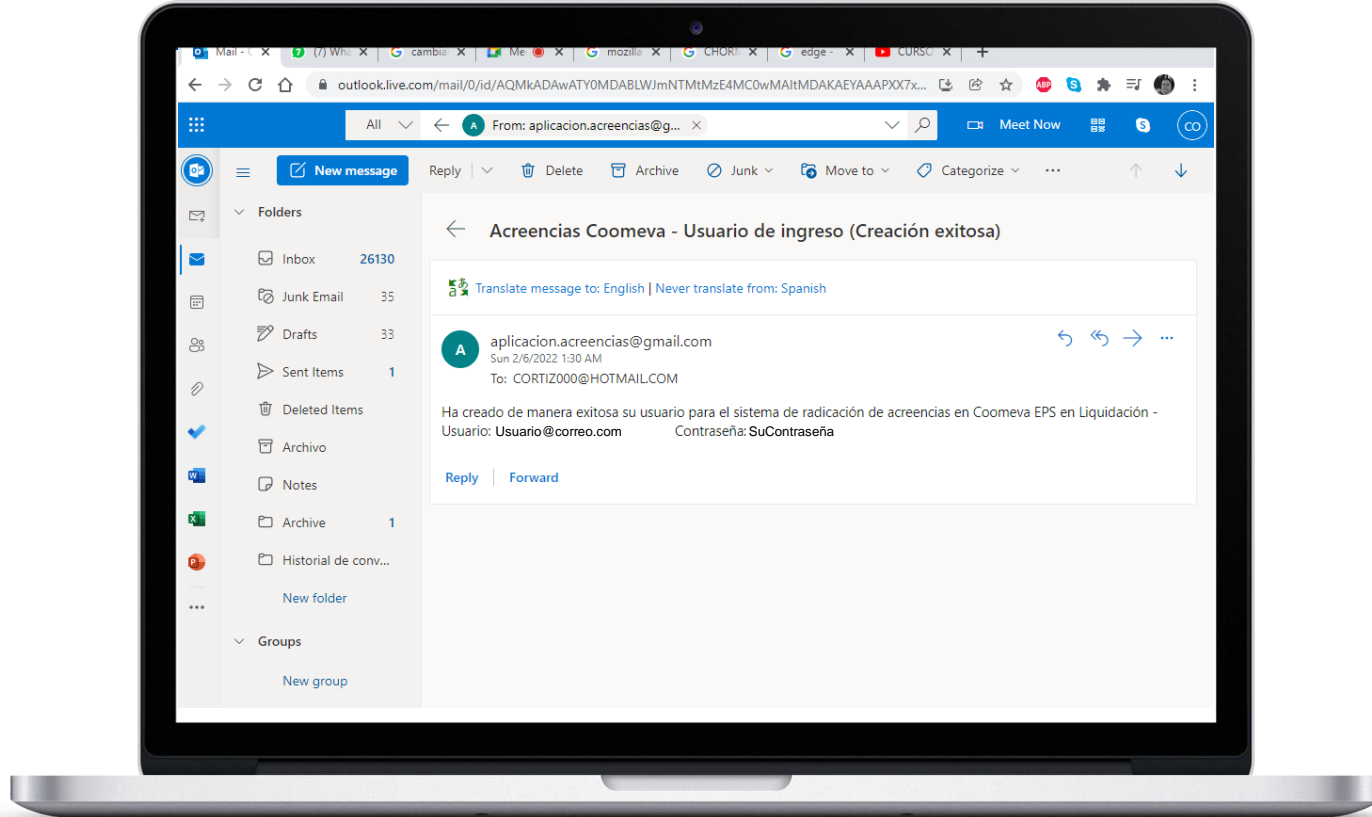 Mail - C
(7) Wha
cambia
Me
mozilla
CHORN
edge -
CURSO
outlook.live.com/mail/0/id/AQMkADAwATY0MDABLWJmNTMtMzE4MC0wMAItMDAKAEYAAAPXX7x...
ABP
All
A From: aplicacion.acreencias@g...
Meet Now
CO
New message
Reply
Delete
Archive
Junk
Move to
Categorize
Folders
Inbox 26130
Junk Email 35
Drafts 33
Sent Items 1
Deleted Items
Archivo
Notes
Archive 1
Historial de conv...
New folder
Groups
New group
Acreencias Coomeva - Usuario de ingreso (Creación exitosa)
Translate message to: English | Never translate from: Spanish
A
aplicacion.acreencias@gmail.com
Sun 2/6/2022 1:30 AM
To: CORTIZ000@HOTMAIL.COM
Ha creado de manera exitosa su usuario para el sistema de radicación de acreencias en Coomeva EPS en Liquidación -
Usuario: Usuario@correo.com Contraseña: SuContraseña
Reply
Forward